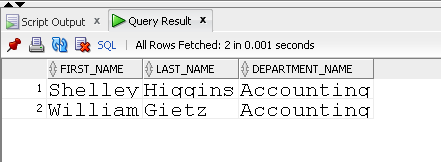 Script Output × Query Result ×
SQL | All Rows Fetched: 2 in 0.001 seconds
FIRST_NAME LAST_NAME DEPARTMENT_NAME
1 Shelley Higgins Accounting
2 William Gietz Accounting